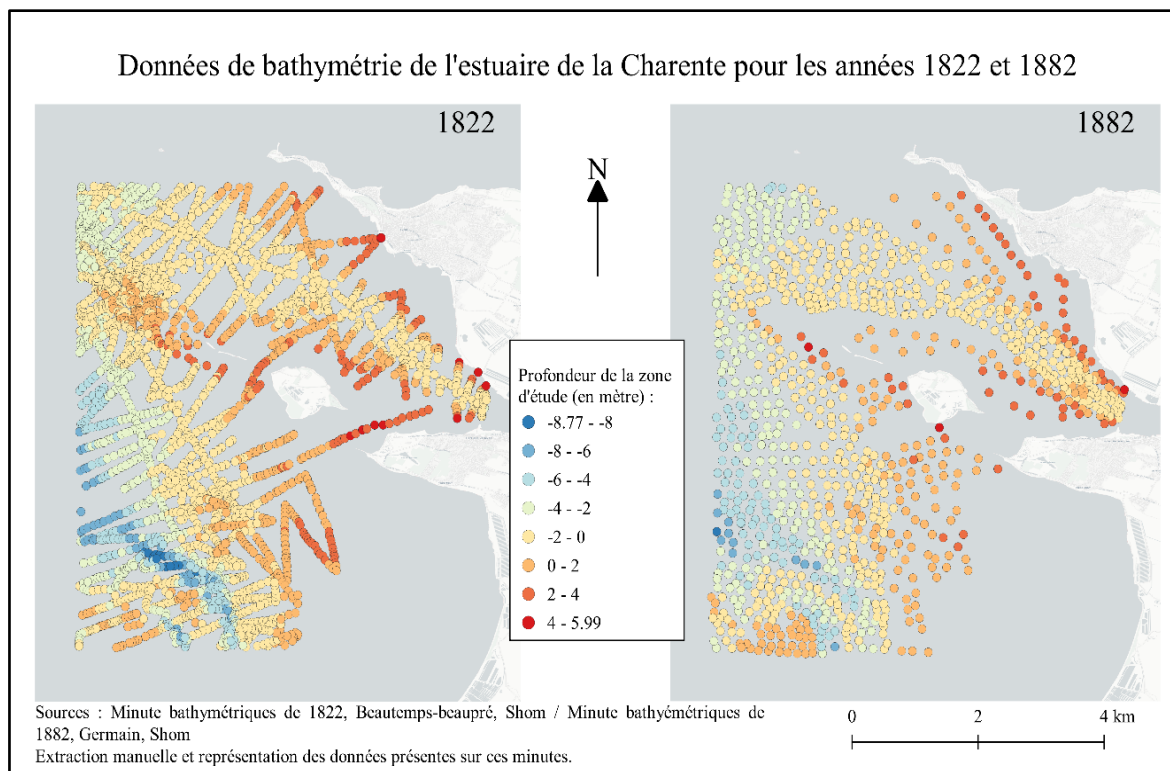 Données de bathymétrie de l'estuaire de la Charente pour les années 1822 et 1882
1822
1882
N
Profondeur de la zone
d'étude (en mètre) :
-8.77 - -8
-8 - -6
-6 - -4
-4 - -2
-2 - 0
0 - 2
2 - 4
4 - 5.99
Sources : Minute bathymétriques de 1822, Beautemps-beaupré, Shom / Minute bathyémétriques de
1882, Germain, Shom
Extraction manuelle et représentation des données présentes sur ces minutes.
0 2 4 km